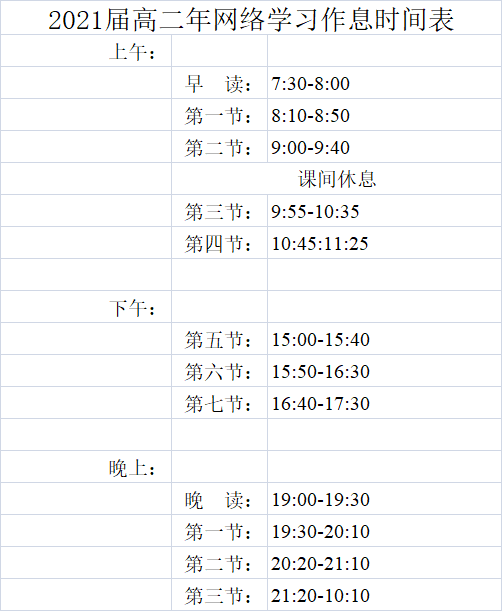 2021届高二年网络学习作息时间表
上午：
早　读： 7:30-8:00
第一节： 8:10-8:50
第二节： 9:00-9:40
课间休息
第三节： 9:55-10:35
第四节： 10:45:11:25
下午：
第五节： 15:00-15:40
第六节： 15:50-16:30
第七节： 16:40-17:30
晚上：
晚　读： 19:00-19:30
第一节： 19:30-20:10
第二节： 20:20-21:10
第三节： 21:20-10:10